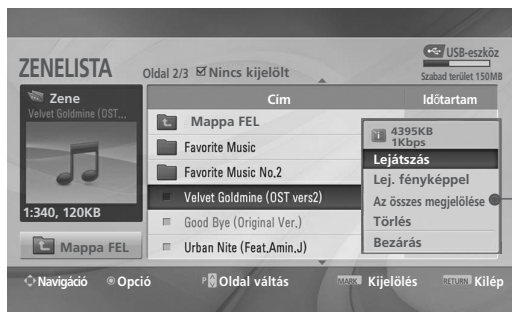 USB-eszköz
ZENELISTA
Oldal 2/3 Nincs kijelölt
Szabad terület 150MB
Zene
Velvet Goldmine (OST...
1:340, 120KB
Mappa FEL
Cím
Időtartam
Mappa FEL
Favorite Music
Favorite Music No.2
Velvet Goldmine (OST vers2)
Good Bye (Original Ver.)
Urban Nite (Feat,Amin,J)
4395KB
1Kbps
Lejátszás
Lej. fényképpel
Az összes megjelölése
Törlés
Bezárás
Navigáció
Opció
P Oldal váltás
MARK Kijelölés
RETURN Kilép